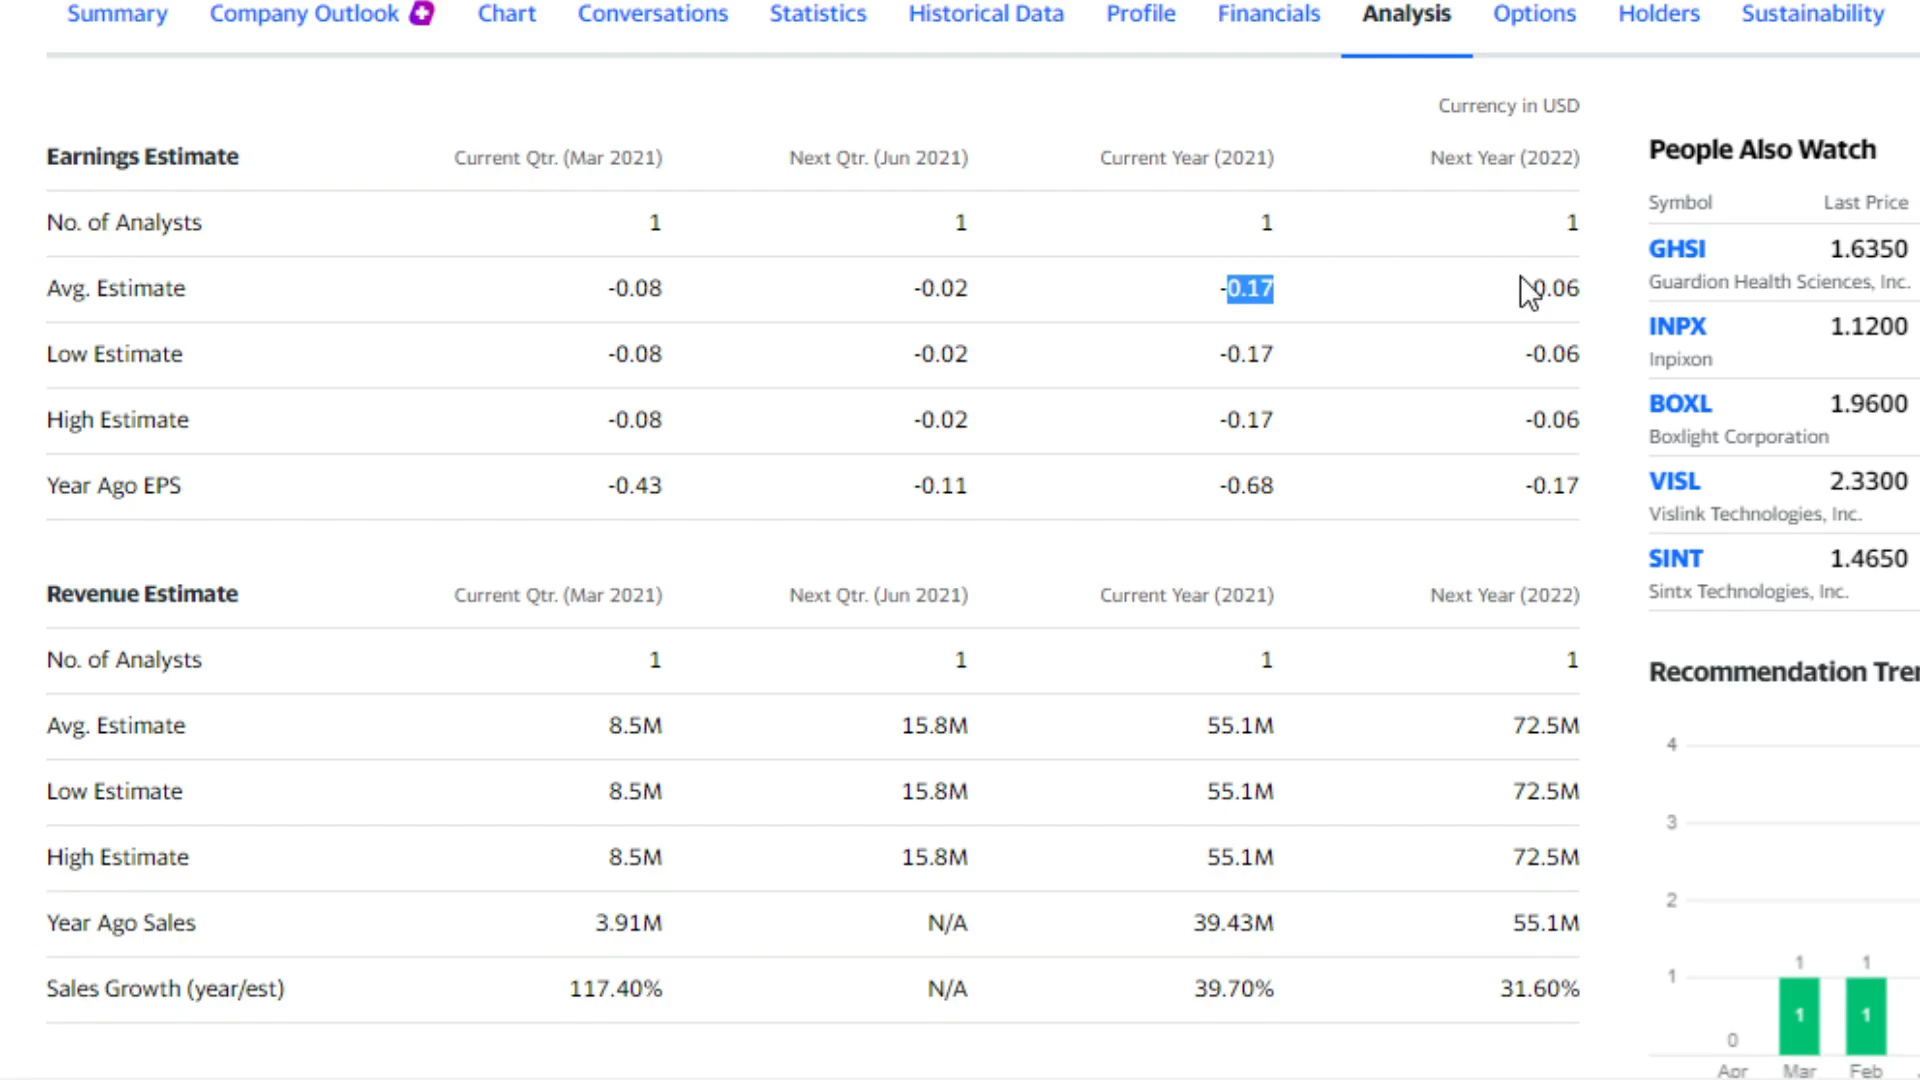 Summary Company Outlook Chart Conversations Statistics Historical Data Profile Financials Analysis Options Holders Sustainability
Currency in USD
Earnings Estimate Current Qtr. (Mar 2021) Next Qtr. (Jun 2021) Current Year (2021) Next Year (2022)
No. of Analysts 1 1 1 1
Avg. Estimate -0.08 -0.02 -0.17 0.06
Low Estimate -0.08 -0.02 -0.17 -0.06
High Estimate -0.08 -0.02 -0.17 -0.06
Year Ago EPS -0.43 -0.11 -0.68 -0.17
Revenue Estimate Current Qtr. (Mar 2021) Next Qtr. (Jun 2021) Current Year (2021) Next Year (2022)
No. of Analysts 1 1 1 1
Avg. Estimate 8.5M 15.8M 55.1M 72.5M
Low Estimate 8.5M 15.8M 55.1M 72.5M
High Estimate 8.5M 15.8M 55.1M 72.5M
Year Ago Sales 3.91M N/A 39.43M 55.1M
Sales Growth (year/est) 117.40% N/A 39.70% 31.60%
People Also Watch
Symbol Last Price
GHSI 1.6350
Guardion Health Sciences, Inc.
INPX 1.1200
Inpixon
BOXL 1.9600
Boxlight Corporation
VISL 2.3300
Vislink Technologies, Inc.
SINT 1.4650
Sintx Technologies, Inc.
Recommendation Tre
4
3
2
1 1
1
1 1
0
Apr Mar Feb